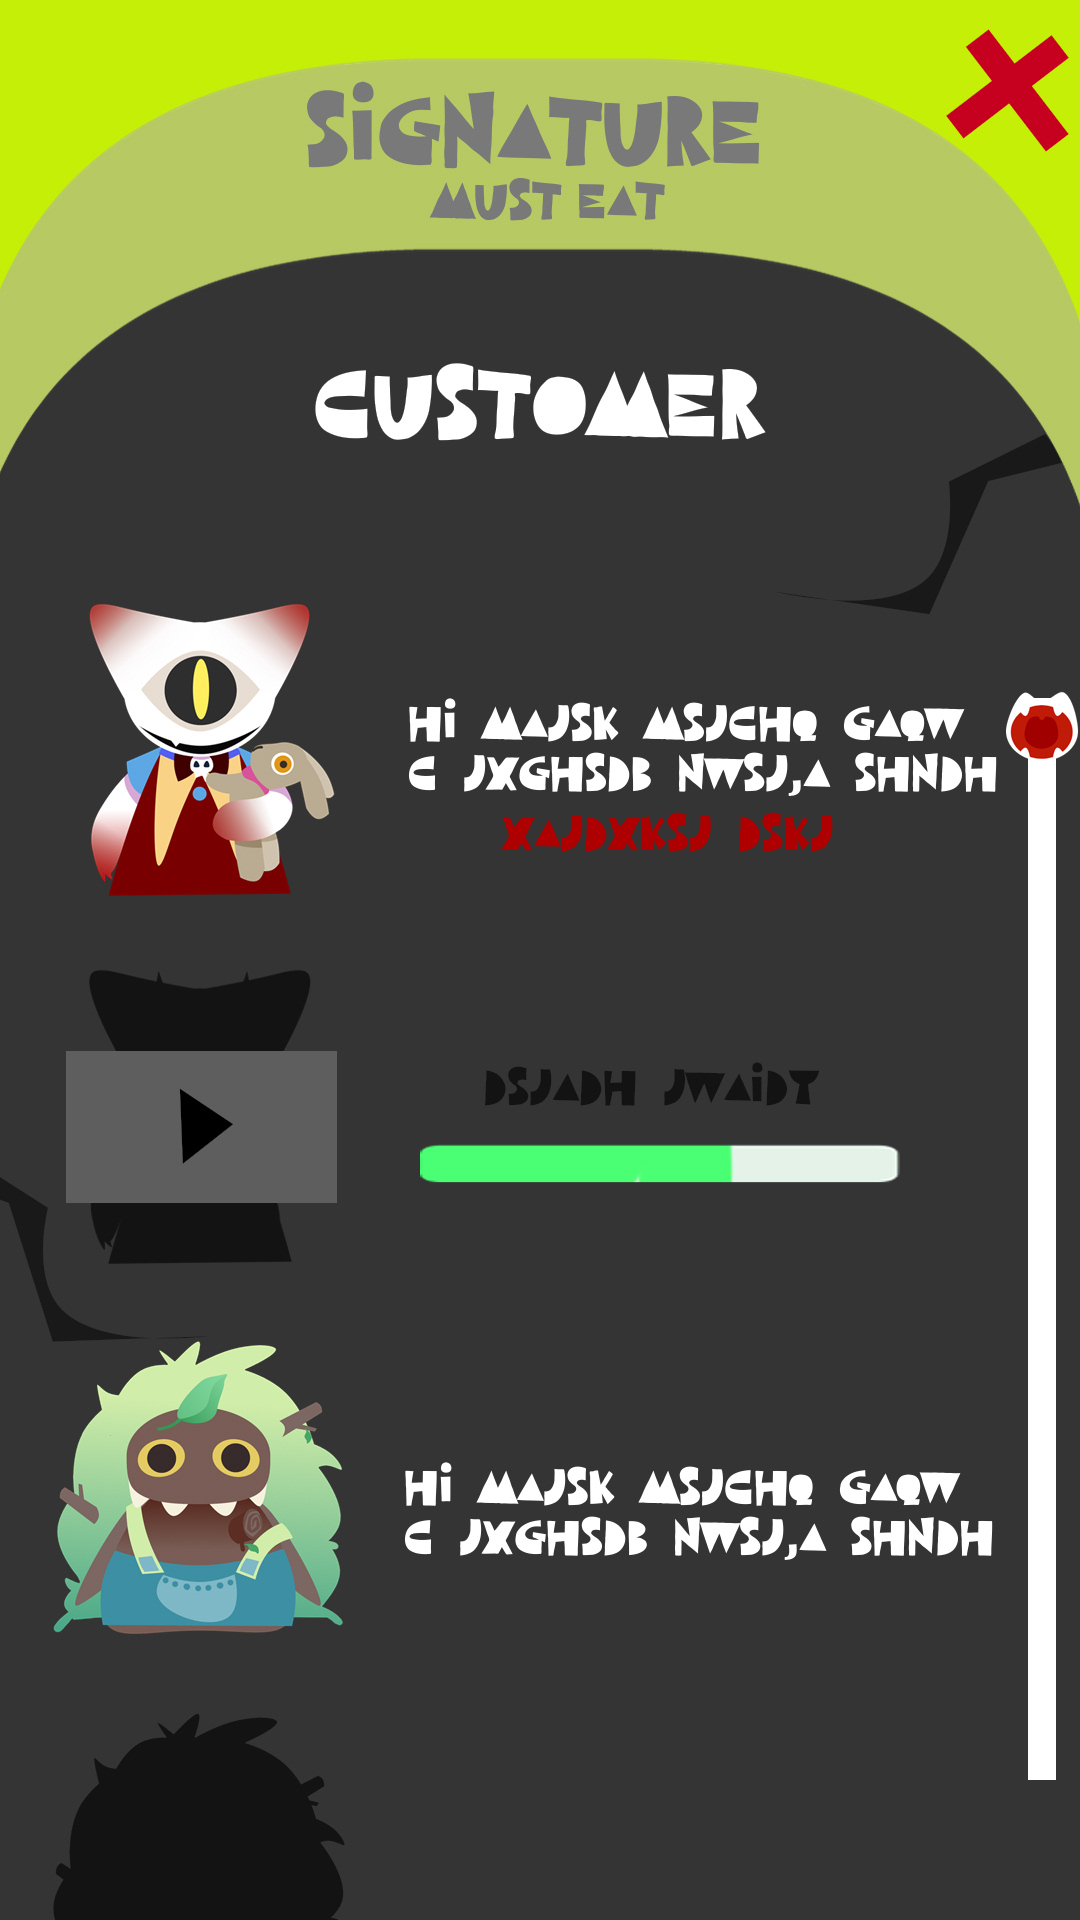 SiGNATURE
MUST EAT
CUSTOMER
Hi MAJSK MSJCHQ GAQW
C JXGHSDB NWSJ,A SHNDH
XAJDXKSJ DSKJ
DSJADH JWAiDY
Hi MAJSK MSJCHQ GAQW
C JXGHSDB NWSJ,A SHNDH